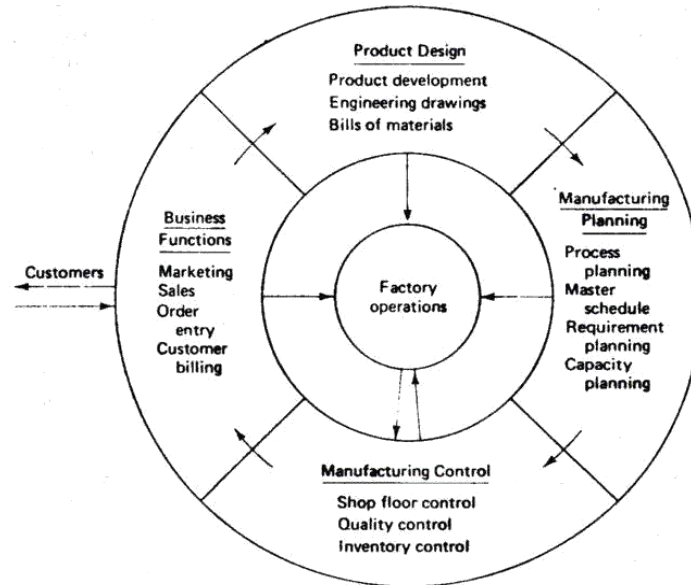 Product Design
Product development
Engineering drawings
Bills of materials
Manufacturing
Planning
Process
planning
Master
schedule
Requirement
planning
Capacity
planning
Business
Functions
Marketing
Sales
Order
entry
Customer
billing
Customers
Factory
operations
Manufacturing Control
Shop floor control
Quality control
Inventory control